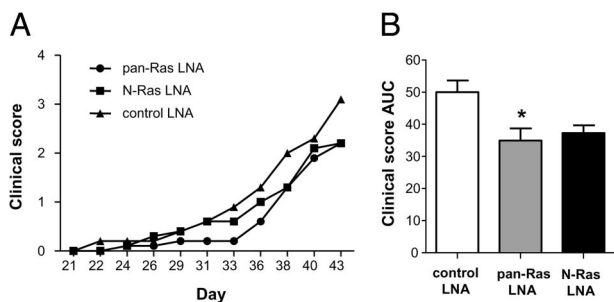 A
4
3
2
1
0
Clinical score
pan-Ras LNA
N-Ras LNA
control LNA
21 22 24 26 29 31 33 36 38 40 43
Day
B
60
50
40
30
20
10
0
Clinical score AUC
*
control LNA
pan-Ras LNA
N-Ras LNA